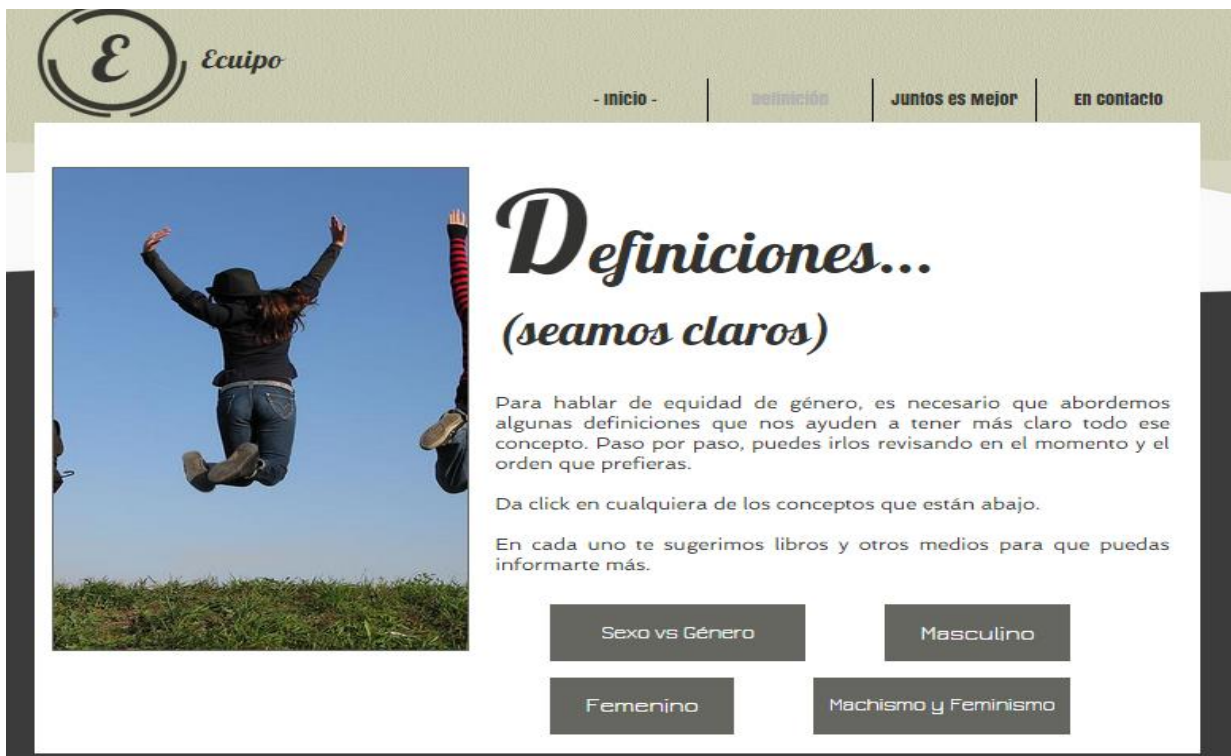 E
Ecuipo
- Inicio -
Definición
Juntos es Mejor
En contacto
Definiciones...
(seamos claros)
Para hablar de equidad de género, es necesario que abordemos
algunas definiciones que nos ayuden a tener más claro todo ese
concepto. Paso por paso, puedes irlos revisando en el momento y el
orden que prefieras.
Da click en cualquiera de los conceptos que están abajo.
En cada uno te sugerimos libros y otros medios para que puedas
informarte más.
Sexo vs Género
Masculino
Femenino
Machismo y Feminismo